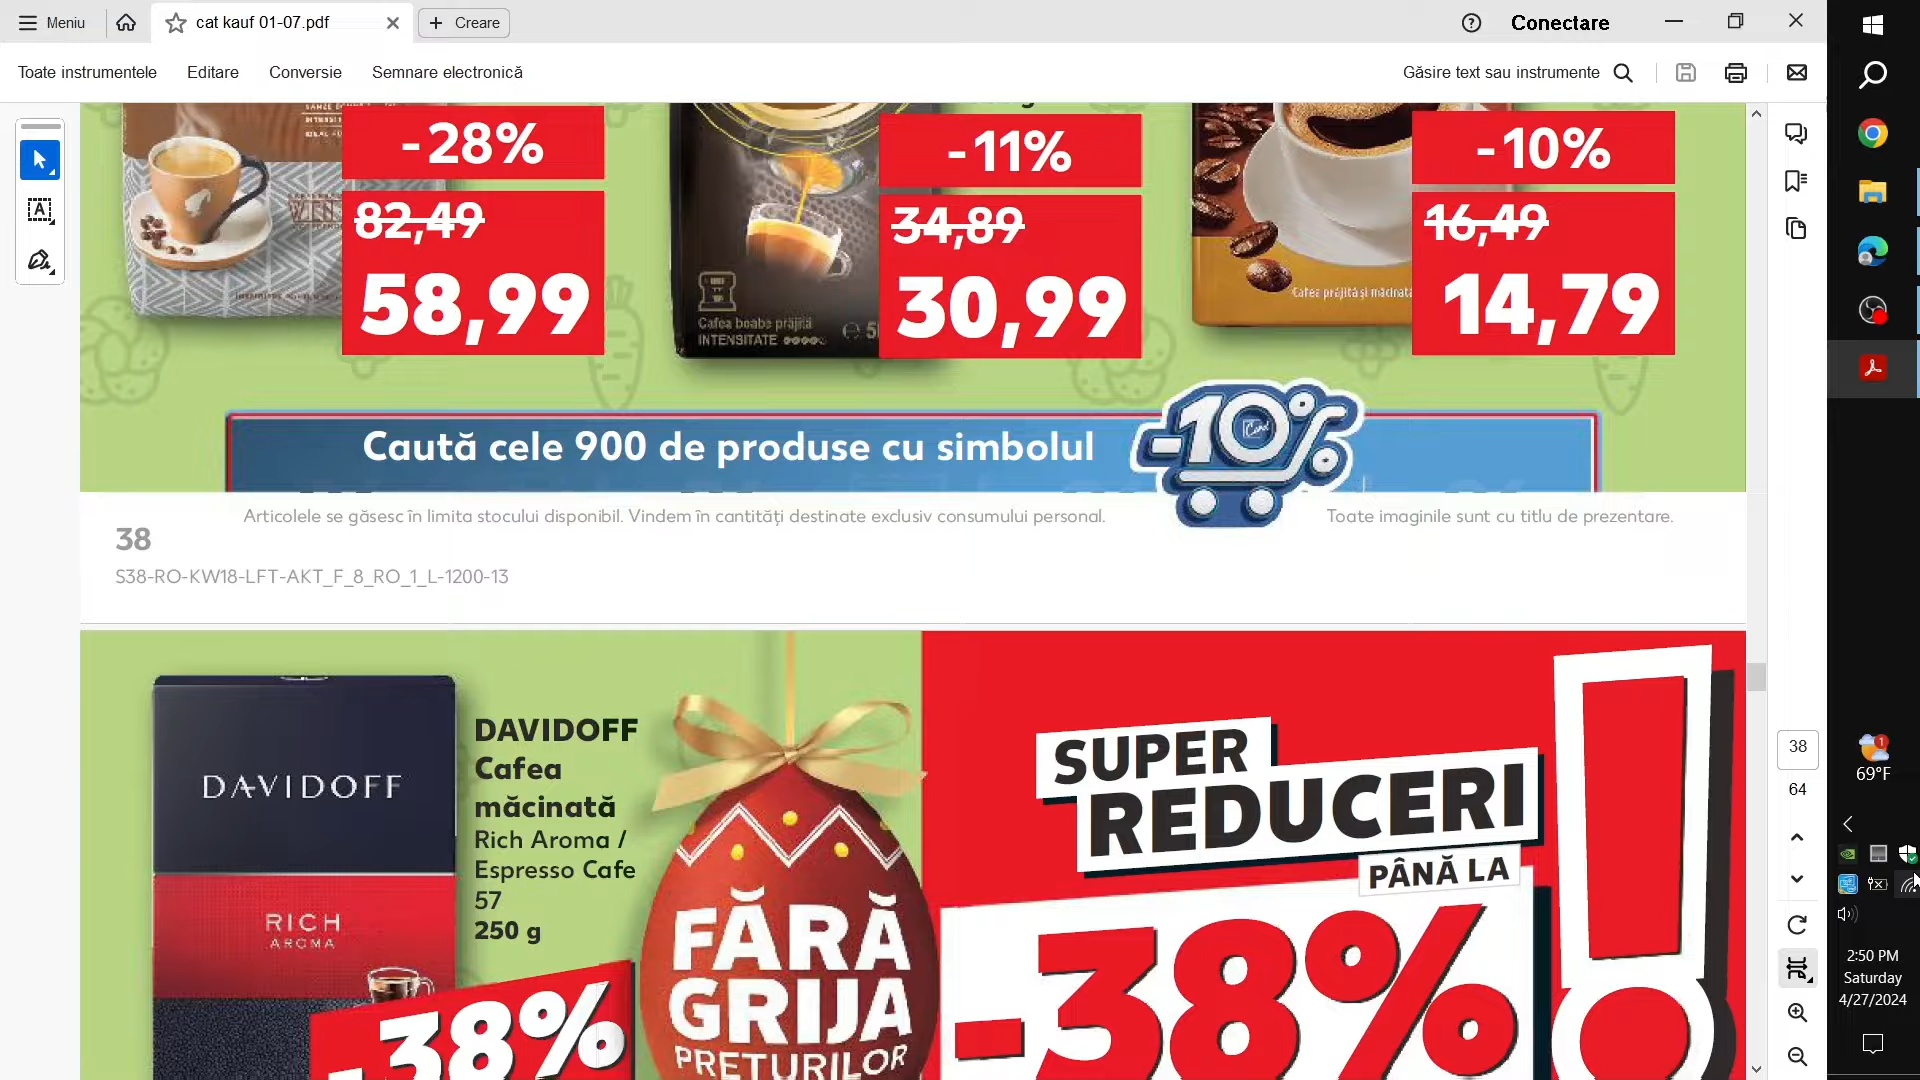 Meniu
cat kauf 01-07.pdf
Creare
Conectare
Toate instrumentele
Editare
Conversie
Semnare electronică
Găsire text sau instrumente
-28%
82,49
58,99
-11%
34,89
30,99
Cafea boabe prăjită
INTENSITATE
-10%
16,49
14,79
Cafea prăjită și măcinată
Caută cele 900 de produse cu simbolul
-10%
Card
Articolele se găsesc în limita stocului disponibil. Vindem în cantități destinate exclusiv consumului personal.
Toate imaginile sunt cu titlu de prezentare.
38
S38-RO-KW18-LFT-AKT_F_8_RO_1_L-1200-13
DAVIDOFF
RICH
AROMA
DAVIDOFF
Cafea
măcinată
Rich Aroma /
Espresso Cafe
57
250 g
-38%
FĂRĂ
GRIJA
PREȚURILOR
SUPER
REDUCERI
PÂNĂ LA
-38%
!
38
64
1
69°F
2:50 PM
Saturday
4/27/2024